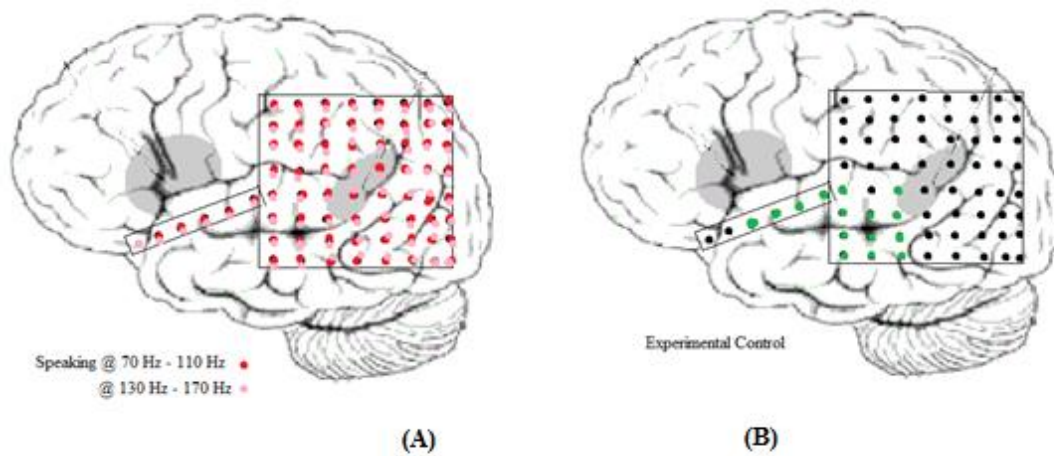 Speaking @ 70 Hz - 110 Hz
@ 130 Hz - 170 Hz
Experimental Control
(A)
(B)